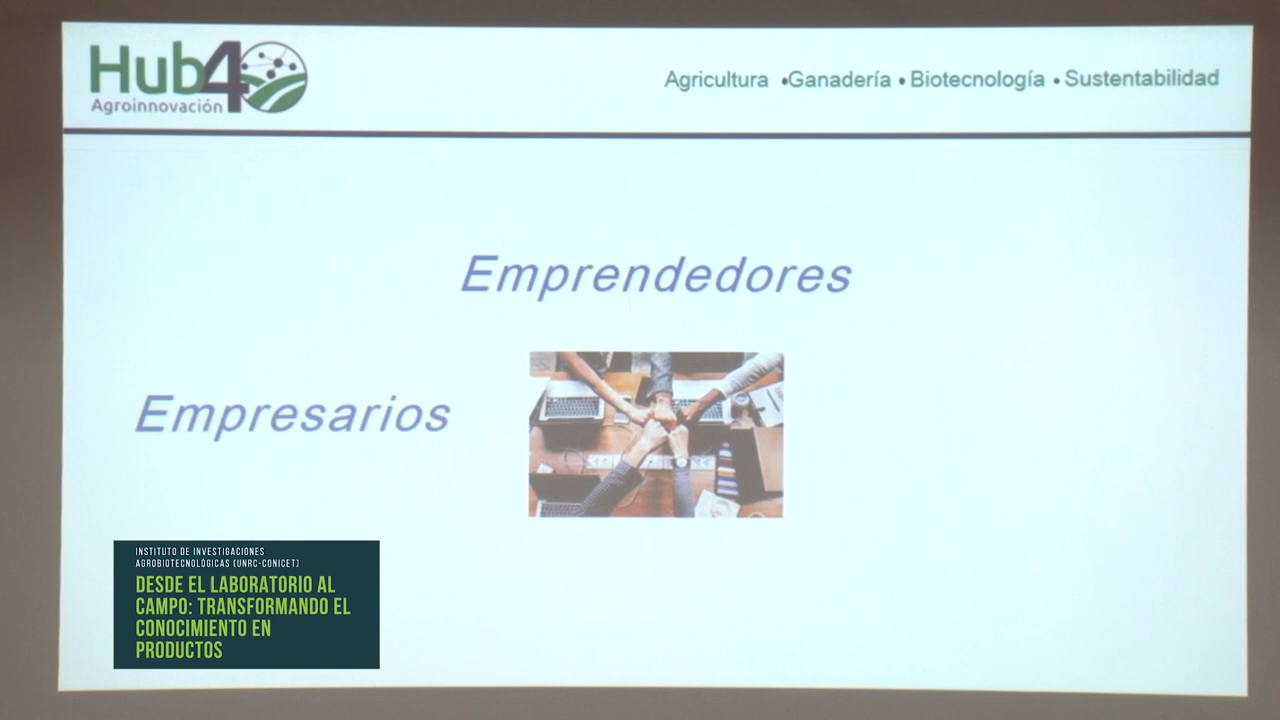 Hub4
Agroinnovación
Agricultura •Ganadería • Biotecnología • Sustentabilidad
Emprendedores
Empresarios
INSTITUTO DE INVESTIGACIONES
AGROBIOTECNOLÓGICAS (UNRC-CONICET)
DESDE EL LABORATORIO AL
CAMPO: TRANSFORMANDO EL
CONOCIMIENTO EN
PRODUCTOS